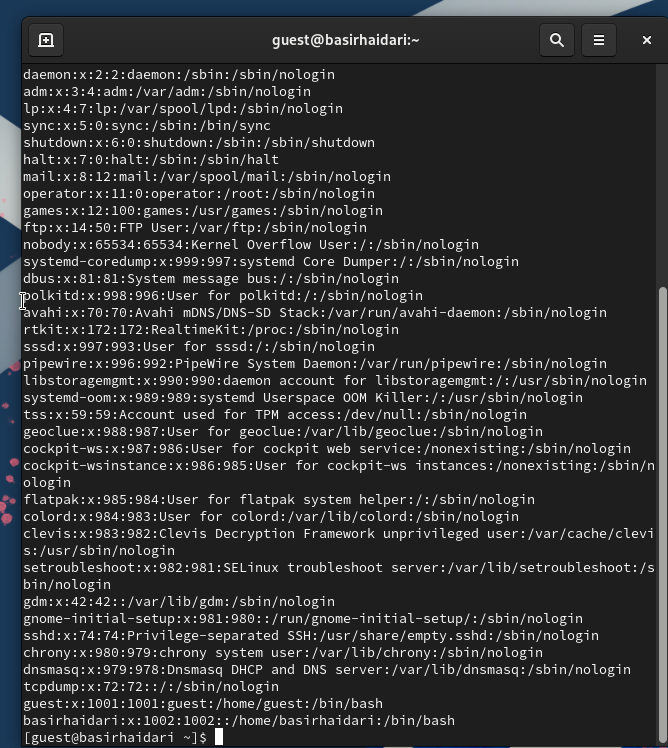 guest@basirhaidari:~
daemon:x:2:2:daemon:/sbin:/sbin/nologin
adm:x:3:4:adm:/var/adm:/sbin/nologin
lp:x:4:7:lp:/var/spool/lpd:/sbin/nologin
sync:x:5:0:sync:/sbin:/bin/sync
shutdown:x:6:0:shutdown:/sbin:/sbin/shutdown
halt:x:7:0:halt:/sbin:/sbin/halt
mail:x:8:12:mail:/var/spool/mail:/sbin/nologin
operator:x:11:0:operator:/root:/sbin/nologin
games:x:12:100:games:/usr/games:/sbin/nologin
ftp:x:14:50:FTP User:/var/ftp:/sbin/nologin
nobody:x:65534:65534:Kernel Overflow User:/:/sbin/nologin
systemd-coredump:x:999:997:systemd Core Dumper:/:/sbin/nologin
dbus:x:81:81:System message bus:/:/sbin/nologin
polkitd:x:998:996:User for polkitd:/:/sbin/nologin
avahi:x:70:70:Avahi mDNS/DNS-SD Stack:/var/run/avahi-daemon:/sbin/nologin
rtkit:x:172:172:RealtimeKit:/proc:/sbin/nologin
sssd:x:997:993:User for sssd:/:/sbin/nologin
pipewire:x:996:992:PipeWire System Daemon:/var/run/pipewire:/sbin/nologin
libstoragemgmt:x:990:990:daemon account for libstoragemgmt:/:/usr/sbin/nologin
systemd-oom:x:989:989:systemd Userspace OOM Killer:/:/usr/sbin/nologin
tss:x:59:59:Account used for TPM access:/dev/null:/sbin/nologin
geoclue:x:988:987:User for geoclue:/var/lib/geoclue:/sbin/nologin
cockpit-ws:x:987:986:User for cockpit web service:/nonexisting:/sbin/nologin
cockpit-wsinstance:x:986:985:User for cockpit-ws instances:/nonexisting:/sbin/n
ologin
flatpak:x:985:984:User for flatpak system helper:/:/sbin/nologin
colord:x:984:983:User for colord:/var/lib/colord:/sbin/nologin
clevis:x:983:982:Clevis Decryption Framework unprivileged user:/var/cache/clevi
s:/usr/sbin/nologin
setroubleshoot:x:982:981:SELinux troubleshoot server:/var/lib/setroubleshoot:/s
bin/nologin
gdm:x:42:42::/var/lib/gdm:/sbin/nologin
gnome-initial-setup:x:981:980::/run/gnome-initial-setup/:/sbin/nologin
sshd:x:74:74:Privilege-separated SSH:/usr/share/empty.sshd:/sbin/nologin
chrony:x:980:979:chrony system user:/var/lib/chrony:/sbin/nologin
dnsmasq:x:979:978:Dnsmasq DHCP and DNS server:/var/lib/dnsmasq:/sbin/nologin
tcpdump:x:72:72::/:/sbin/nologin
guest:x:1001:1001:guest:/home/guest:/bin/bash
basirhaidari:x:1002:1002::/home/basirhaidari:/bin/bash
[guest@basirhaidari ~]$